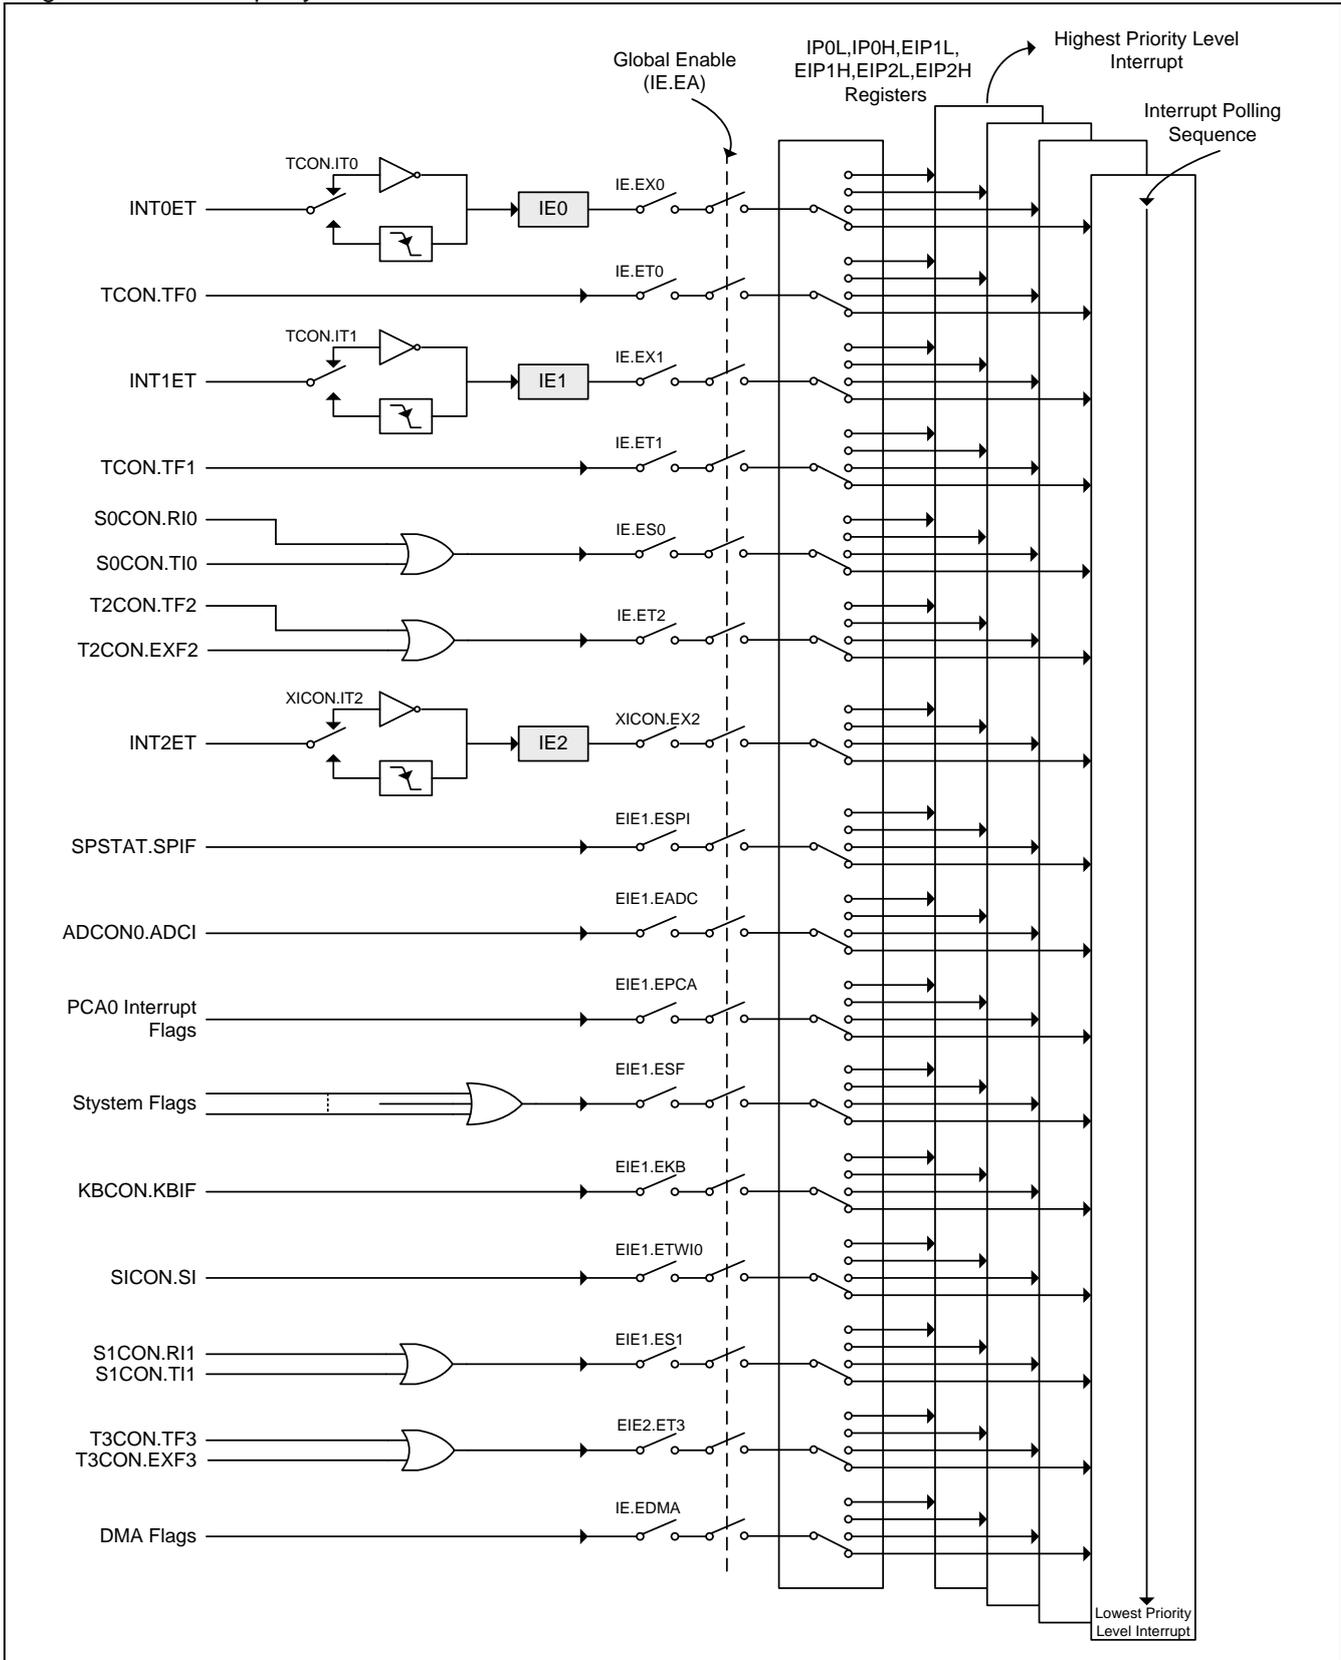 Global Enable
(IE.EA)
IP0L,IP0H,EIP1L,
EIP1H,EIP2L,EIP2H
Registers
Highest Priority Level
Interrupt
Interrupt Polling
Sequence
TCON.IT0
INT0ET
IE0
IE.EX0
TCON.TF0
IE.ET0
TCON.IT1
INT1ET
IE1
IE.EX1
TCON.TF1
IE.ET1
S0CON.RI0
S0CON.TI0
IE.ES0
T2CON.TF2
T2CON.EXF2
IE.ET2
XICON.IT2
INT2ET
IE2
XICON.EX2
SPSTAT.SPIF
EIE1.ESPI
ADCON0.ADCI
EIE1.EADC
PCA0 Interrupt
Flags
EIE1.EPCA
Stystem Flags
EIE1.ESF
KBCON.KBIF
EIE1.EKB
SICON.SI
EIE1.ETWI0
S1CON.RI1
S1CON.TI1
EIE1.ES1
T3CON.TF3
T3CON.EXF3
EIE2.ET3
DMA Flags
IE.EDMA
Lowest Priority
Level Interrupt